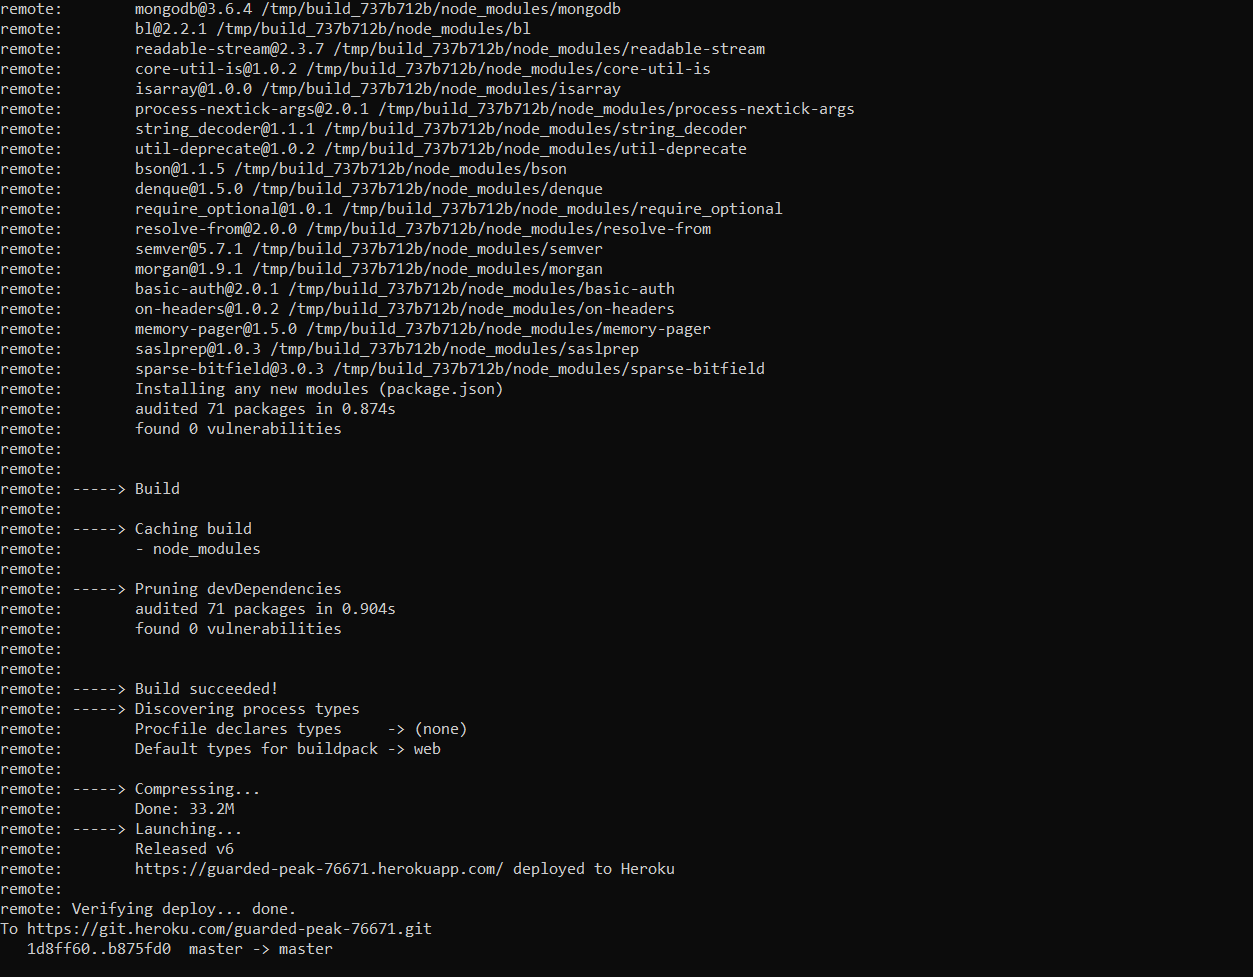 remote:        mongodb@3.6.4 /tmp/build_737b712b/node_modules/mongodb
remote:        bl@2.2.1 /tmp/build_737b712b/node_modules/bl
remote:        readable-stream@2.3.7 /tmp/build_737b712b/node_modules/readable-stream
remote:        core-util-is@1.0.2 /tmp/build_737b712b/node_modules/core-util-is
remote:        isarray@1.0.0 /tmp/build_737b712b/node_modules/isarray
remote:        process-nextick-args@2.0.1 /tmp/build_737b712b/node_modules/process-nextick-args
remote:        string_decoder@1.1.1 /tmp/build_737b712b/node_modules/string_decoder
remote:        util-deprecate@1.0.2 /tmp/build_737b712b/node_modules/util-deprecate
remote:        bson@1.1.5 /tmp/build_737b712b/node_modules/bson
remote:        denque@1.5.0 /tmp/build_737b712b/node_modules/denque
remote:        require_optional@1.0.1 /tmp/build_737b712b/node_modules/require_optional
remote:        resolve-from@2.0.0 /tmp/build_737b712b/node_modules/resolve-from
remote:        semver@5.7.1 /tmp/build_737b712b/node_modules/semver
remote:        morgan@1.9.1 /tmp/build_737b712b/node_modules/morgan
remote:        basic-auth@2.0.1 /tmp/build_737b712b/node_modules/basic-auth
remote:        on-headers@1.0.2 /tmp/build_737b712b/node_modules/on-headers
remote:        memory-pager@1.5.0 /tmp/build_737b712b/node_modules/memory-pager
remote:        saslprep@1.0.3 /tmp/build_737b712b/node_modules/saslprep
remote:        sparse-bitfield@3.0.3 /tmp/build_737b712b/node_modules/sparse-bitfield
remote:        Installing any new modules (package.json)
remote:        audited 71 packages in 0.874s
remote:        found 0 vulnerabilities
remote:
remote:
remote: -----> Build
remote:
remote: -----> Caching build
remote:        - node_modules
remote:
remote: -----> Pruning devDependencies
remote:        audited 71 packages in 0.904s
remote:        found 0 vulnerabilities
remote:
remote:
remote: -----> Build succeeded!
remote: -----> Discovering process types
remote:        Procfile declares types     -> (none)
remote:        Default types for buildpack -> web
remote:
remote: -----> Compressing...
remote:        Done: 33.2M
remote: -----> Launching...
remote:        Released v6
remote:        https://guarded-peak-76671.herokuapp.com/ deployed to Heroku
remote:
remote: Verifying deploy... done.
To https://git.heroku.com/guarded-peak-76671.git
   1d8ff60..b875fd0  master -> master